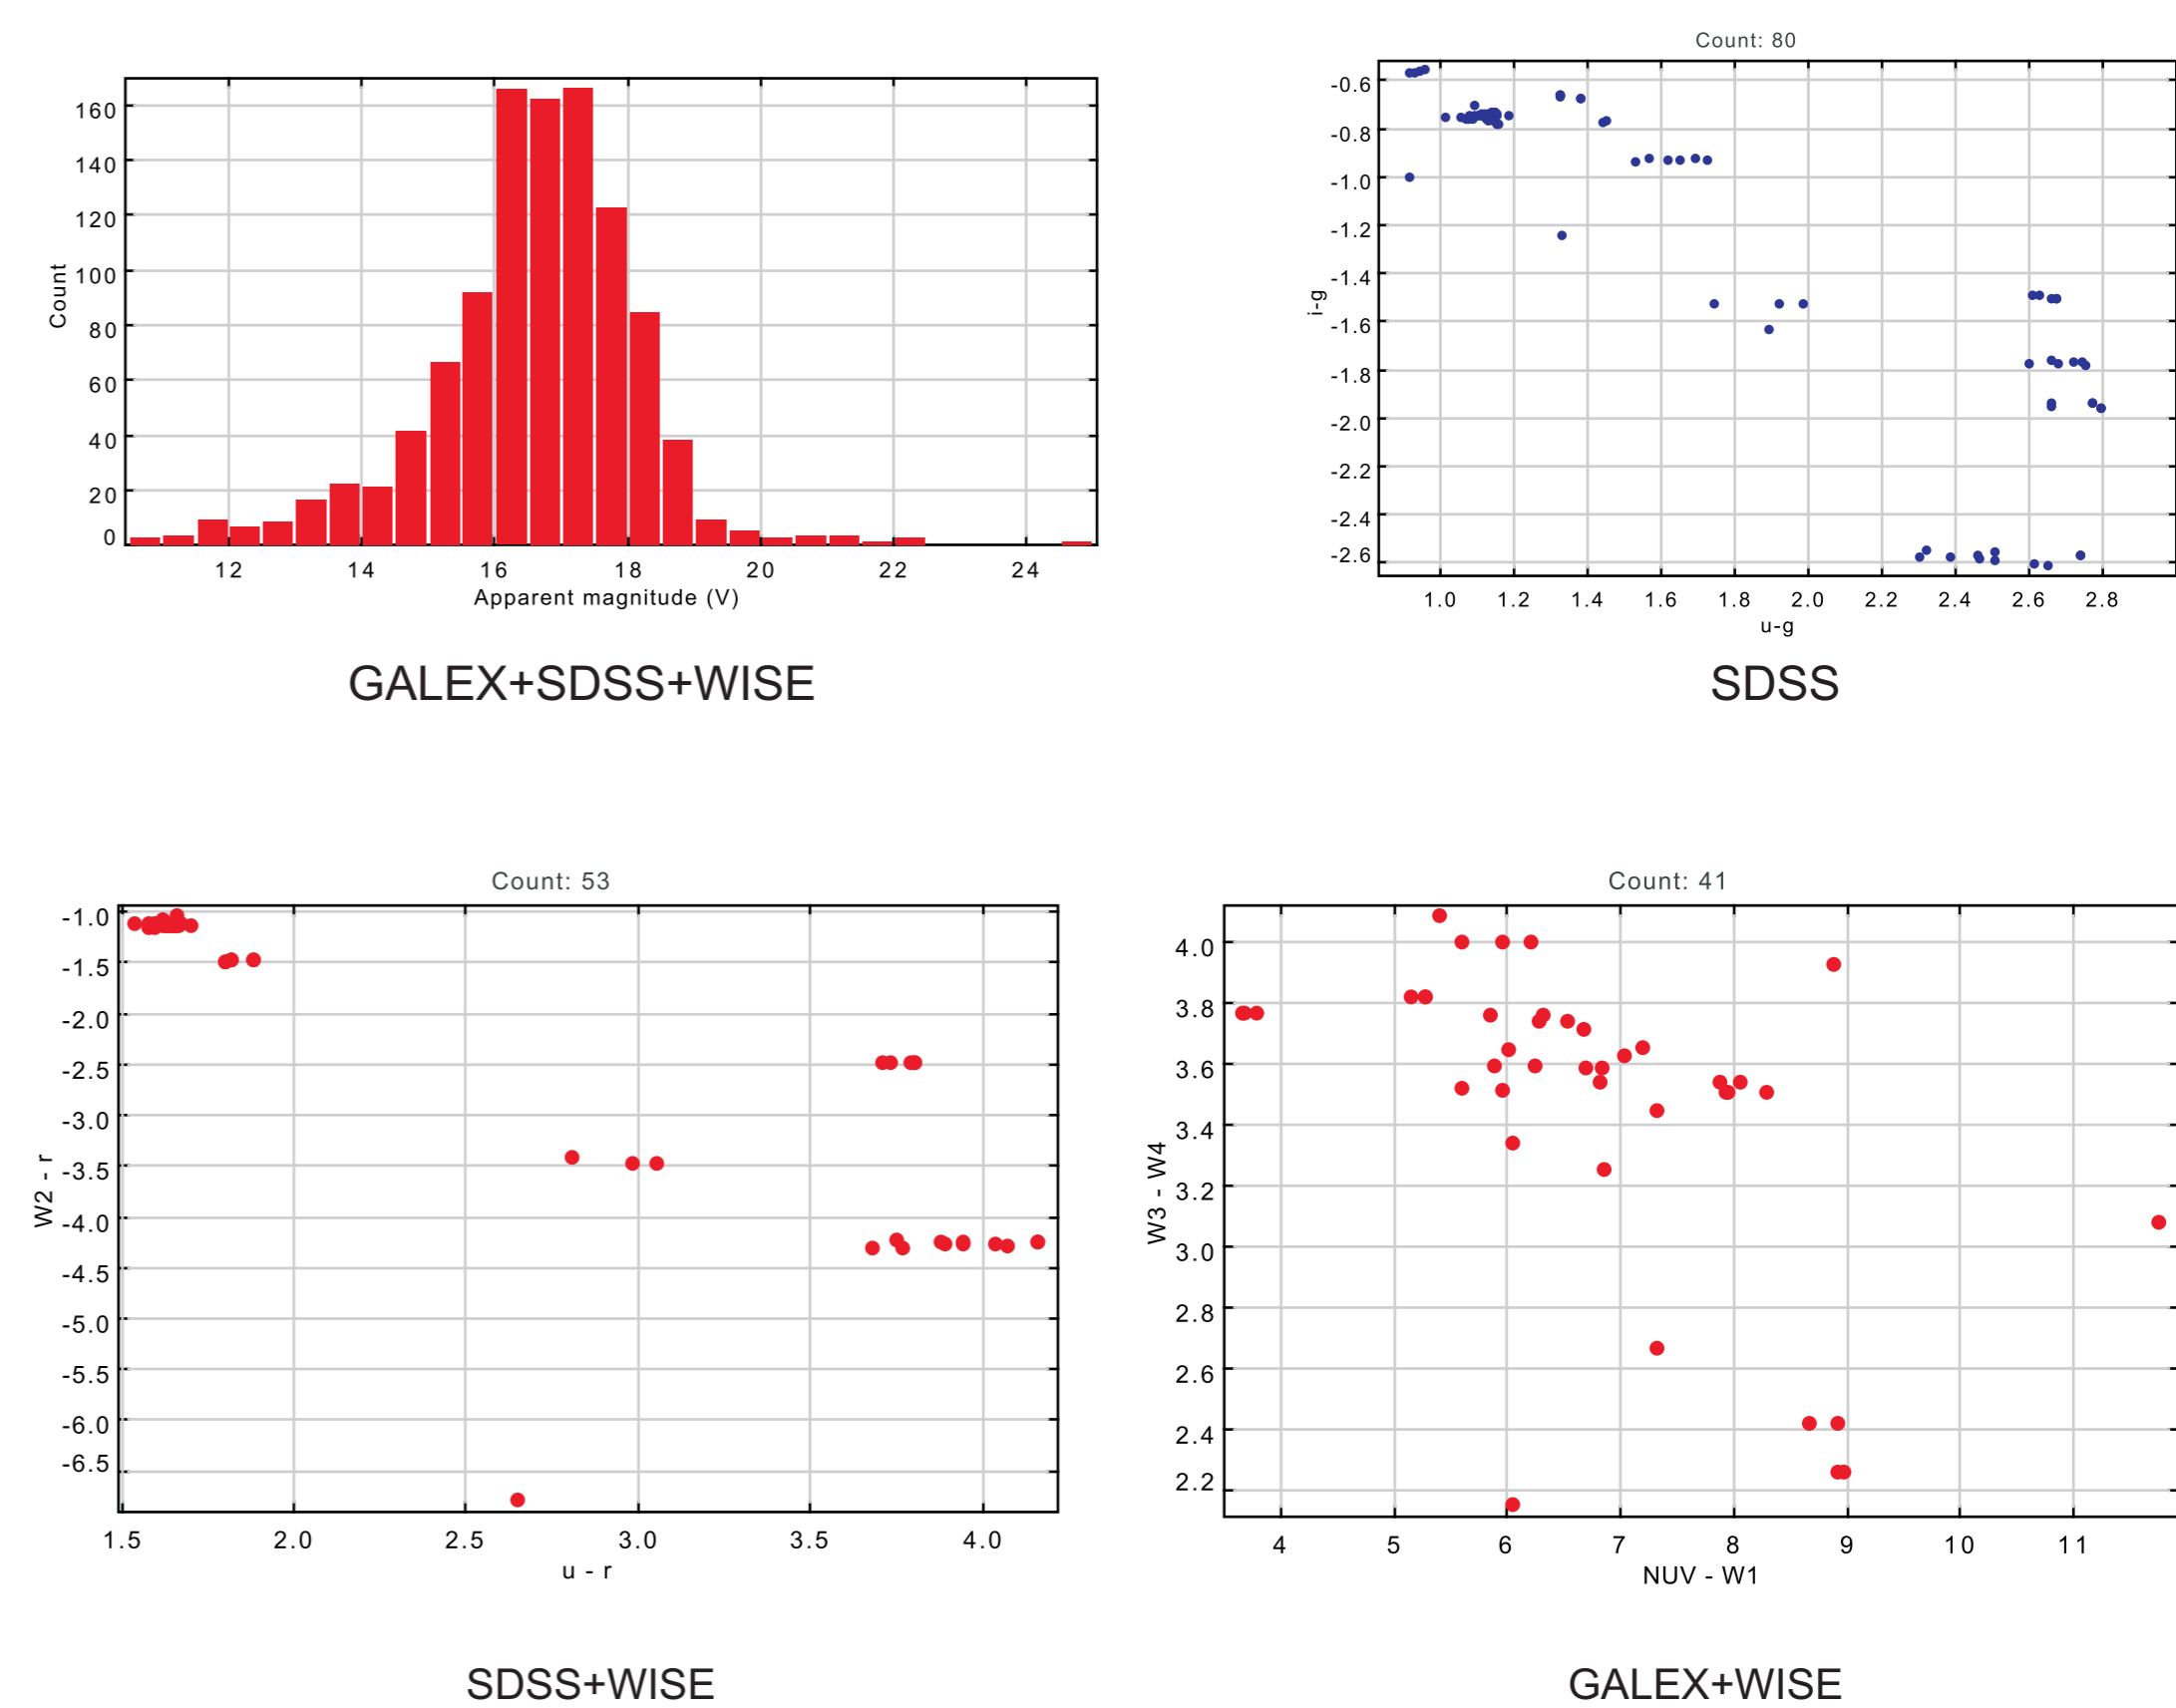 Count: 80
160
140
120
100
80
60
40
20
0
Count
12 14 16 18 20 22 24
Apparent magnitude (V)
GALEX+SDSS+WISE
-0.6
-0.8
-1.0
-1.2
-1.4
-1.6
-1.8
-2.0
-2.2
-2.4
-2.6
i-g
1.0 1.2 1.4 1.6 1.8 2.0 2.2 2.4 2.6 2.8
u-g
SDSS
Count: 53
-1.0
-1.5
-2.0
-2.5
-3.0
-3.5
-4.0
-4.5
-5.0
-5.5
-6.0
-6.5
W2 - r
1.5 2.0 2.5 3.0 3.5 4.0
u - r
SDSS+WISE
Count: 41
4.0
3.8
3.6
3.4
3.2
3.0
2.8
2.6
2.4
2.2
W3 - W4
4 5 6 7 8 9 10 11
NUV - W1
GALEX+WISE